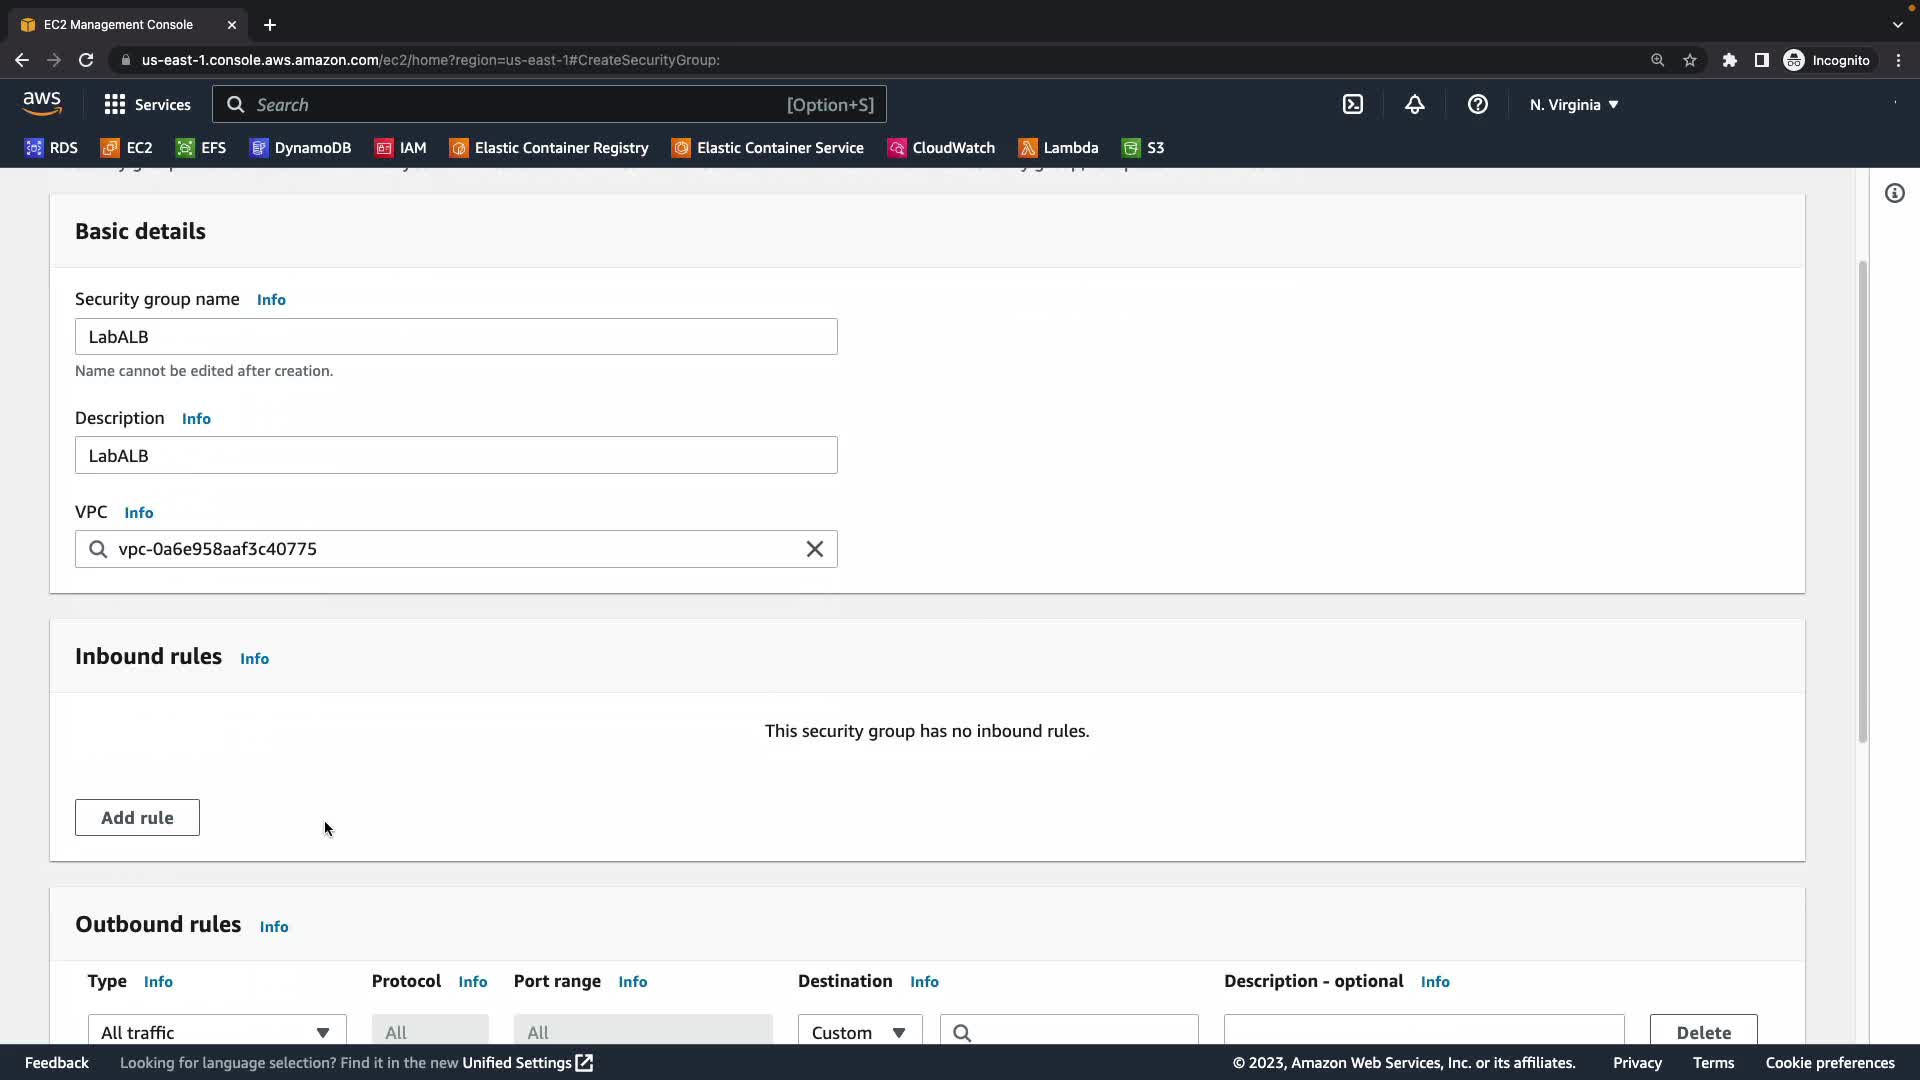 EC2 Management Console
us-east-1.console.aws.amazon.com/ec2/home?region=us-east-1#CreateSecurityGroup:
Incognito
aws
Services
Search
[Option+S]
N. Virginia
RDS
EC2
EFS
DynamoDB
IAM
Elastic Container Registry
Elastic Container Service
CloudWatch
Lambda
S3
Basic details
Security group name Info
LabALB
Name cannot be edited after creation.
Description Info
LabALB
VPC Info
vpc-0a6e958aaf3c40775
Inbound rules Info
This security group has no inbound rules.
Add rule
Outbound rules Info
Type Info Protocol Info Port range Info Destination Info Description - optional Info
All traffic All All Custom Delete
Feedback Looking for language selection? Find it in the new Unified Settings © 2023, Amazon Web Services, Inc. or its affiliates. Privacy Terms Cookie preferences